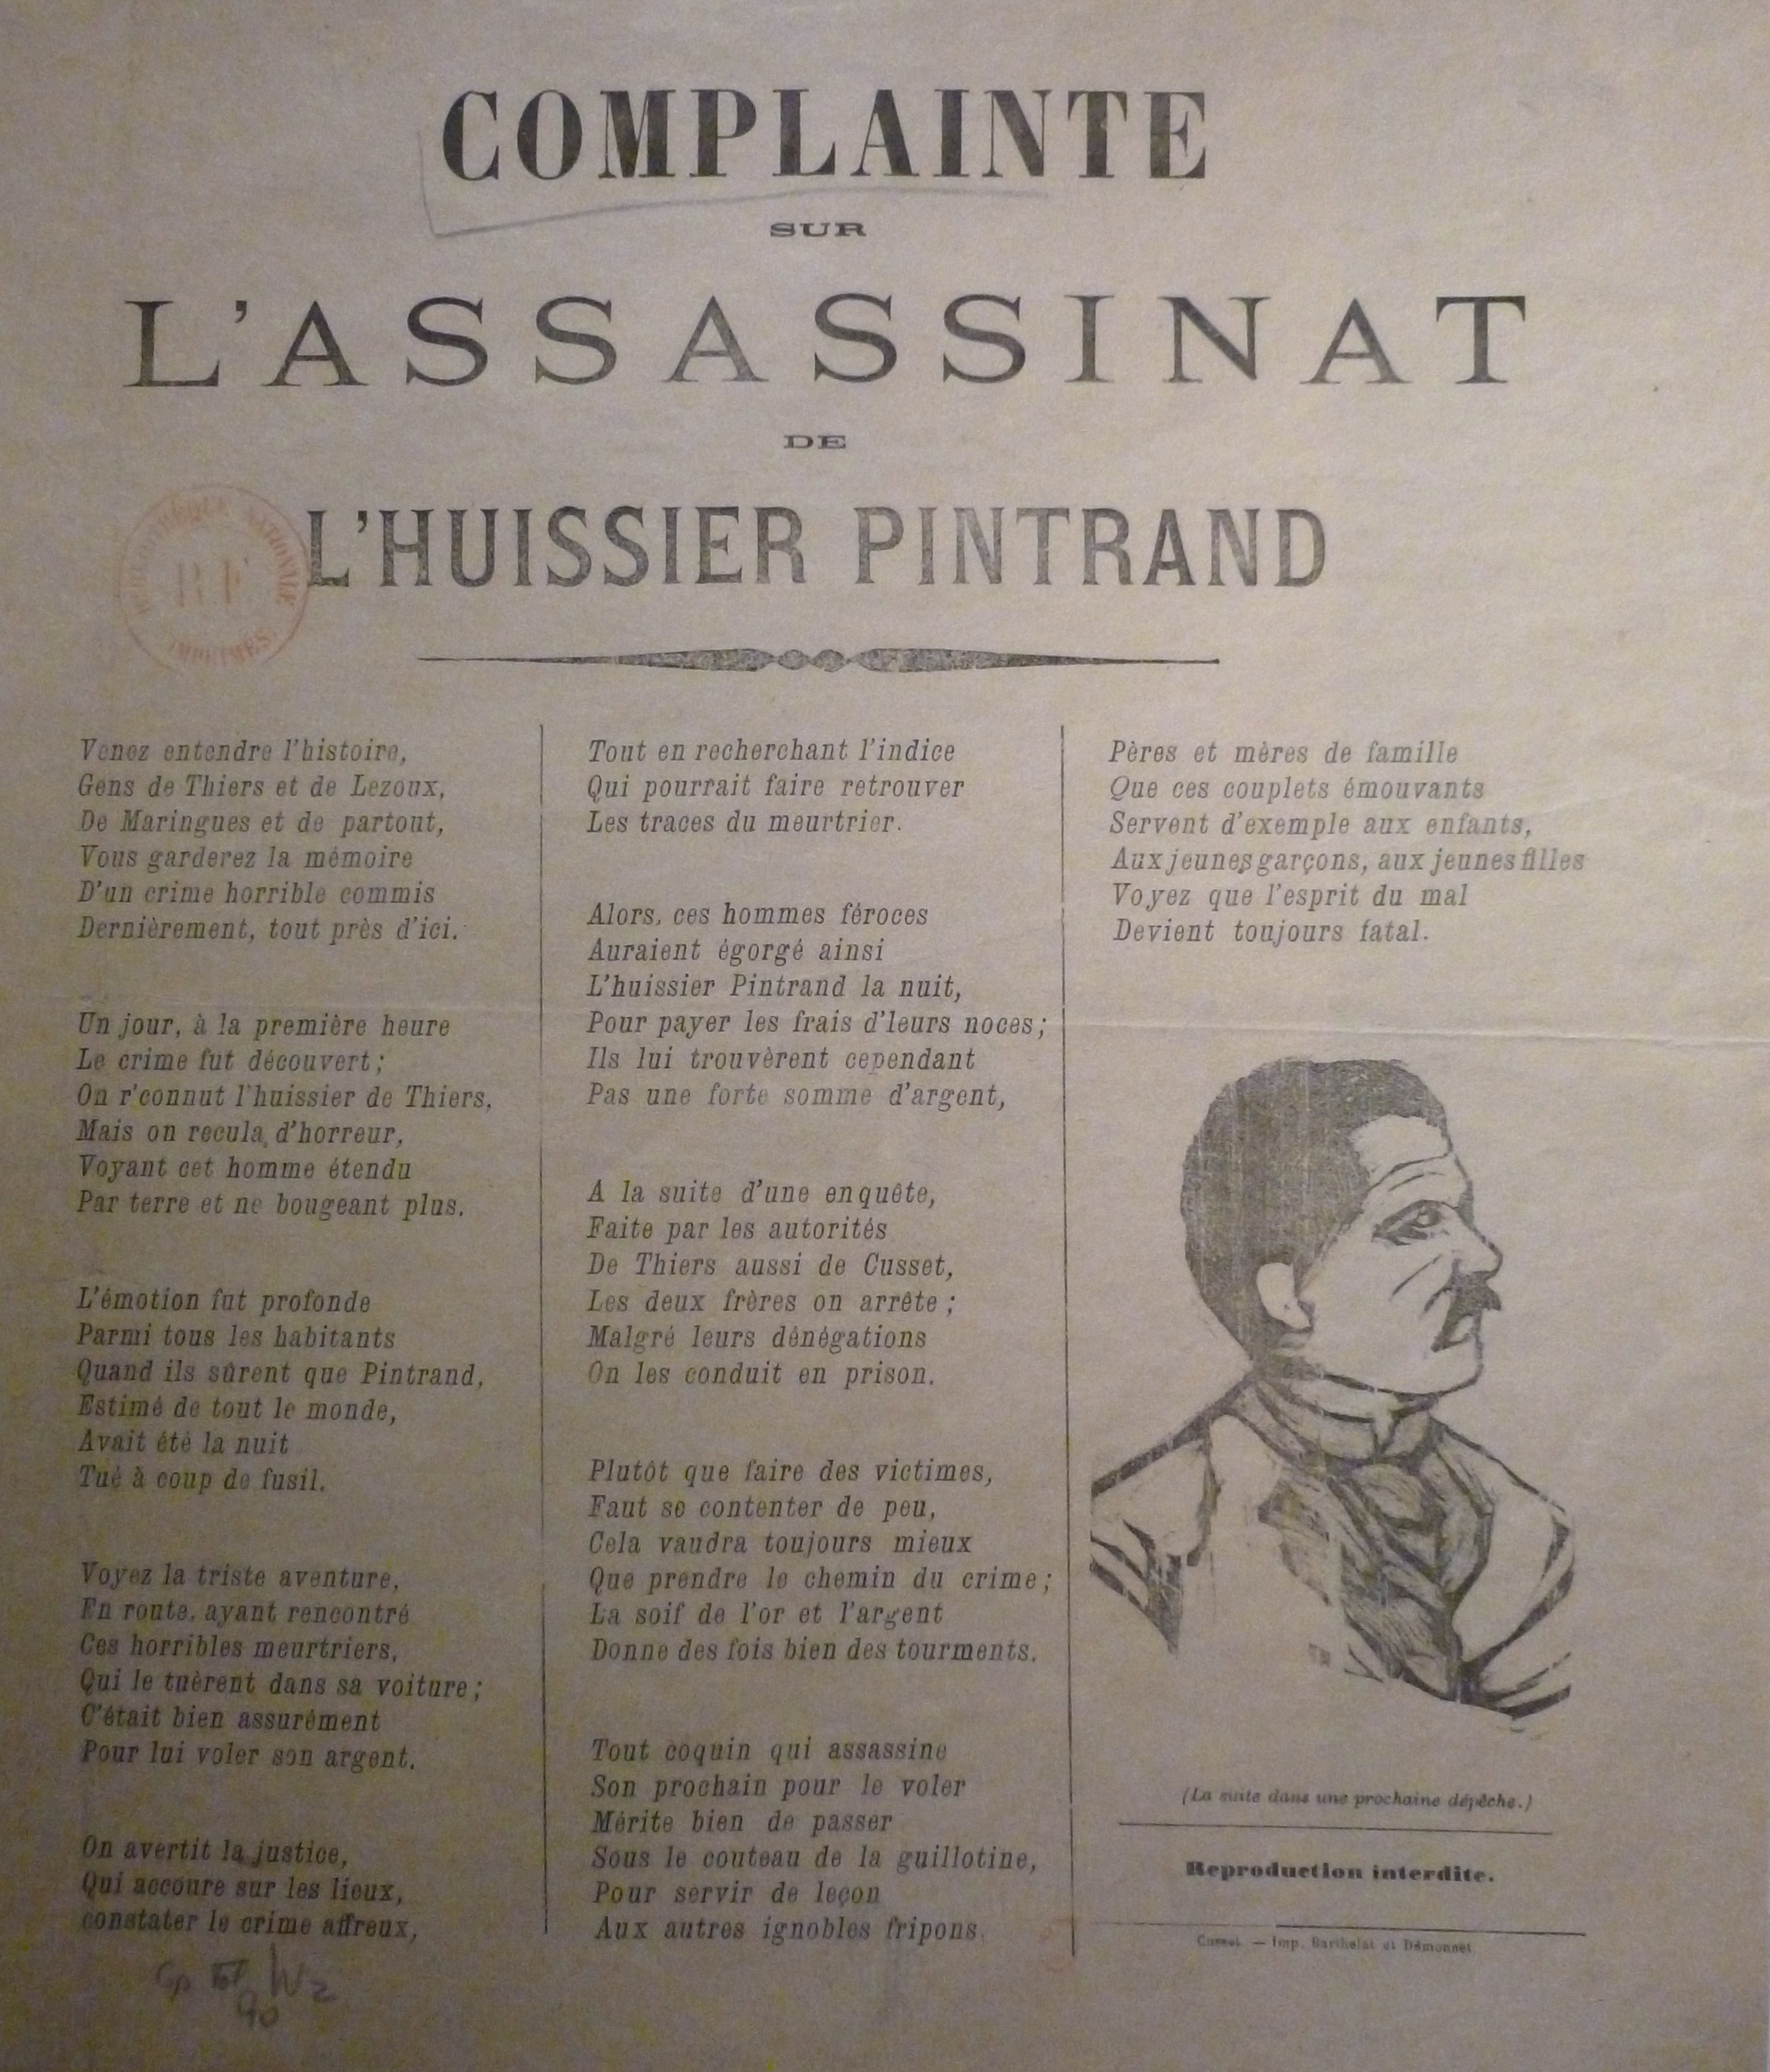 COMPLAINTE
SUR
L'ASSASSINAT
DE
L'HUISSIER PINTRAND
BIBLIOTHÈQUE NATIONALE
RF
IMPRIMÉS.
Venez entendre l'histoire,
Gens de Thiers et de Lezoux,
De Maringues et de partout,
Vous garderez la mémoire
D'un crime horrible commis
Dernièrement, tout près d'ici.
Un jour, à la première heure
Le crime fut découvert;
On r'connut l'huissier de Thiers,
Mais on recula d'horreur,
Voyant cet homme étendu
Par terre et ne bougeant plus.
L'émotion fut profonde
Parmi tous les habitants
Quand ils sûrent que Pintrand,
Estimé de tout le monde,
Avait été la nuit
Tué à coup de fusil.
Voyez la triste aventure,
En route, ayant rencontré
Ces horribles meurtriers,
Qui le tuèrent dans sa voiture;
C'était bien assurément
Pour lui voler son argent.
On avertit la justice,
Qui accoure sur les lieux,
constater le crime affreux,
Tout en recherchant l'indice
Qui pourrait faire retrouver
Les traces du meurtrier.
Alors, ces hommes féroces
Auraient égorgé ainsi
L'huissier Pintrand la nuit,
Pour payer les frais d'leurs noces;
Ils lui trouvèrent cependant
Pas une forte somme d'argent,
A la suite d'une enquête,
Faite par les autorités
De Thiers aussi de Cusset,
Les deux frères on arrête;
Malgré leurs dénégations
On les conduit en prison.
Plutôt que faire des victimes,
Faut se contenter de peu,
Cela vaudra toujours mieux
Que prendre le chemin du crime;
La soif de l'or et l'argent
Donne des fois bien des tourments.
Tout coquin qui assassine
Son prochain pour le voler
Mérite bien de passer
Sous le couteau de la guillotine,
Pour servir de leçon
Aux autres ignobles fripons.
Pères et mères de famille
Que ces couplets émouvants
Servent d'exemple aux enfants,
Aux jeunes garçons, aux jeunes filles
Voyez que l'esprit du mal
Devient toujours fatal.
(La suite dans une prochaine dépêche.)
Reproduction interdite.
Cusset — Imp. Barthelat et Démonnet
90